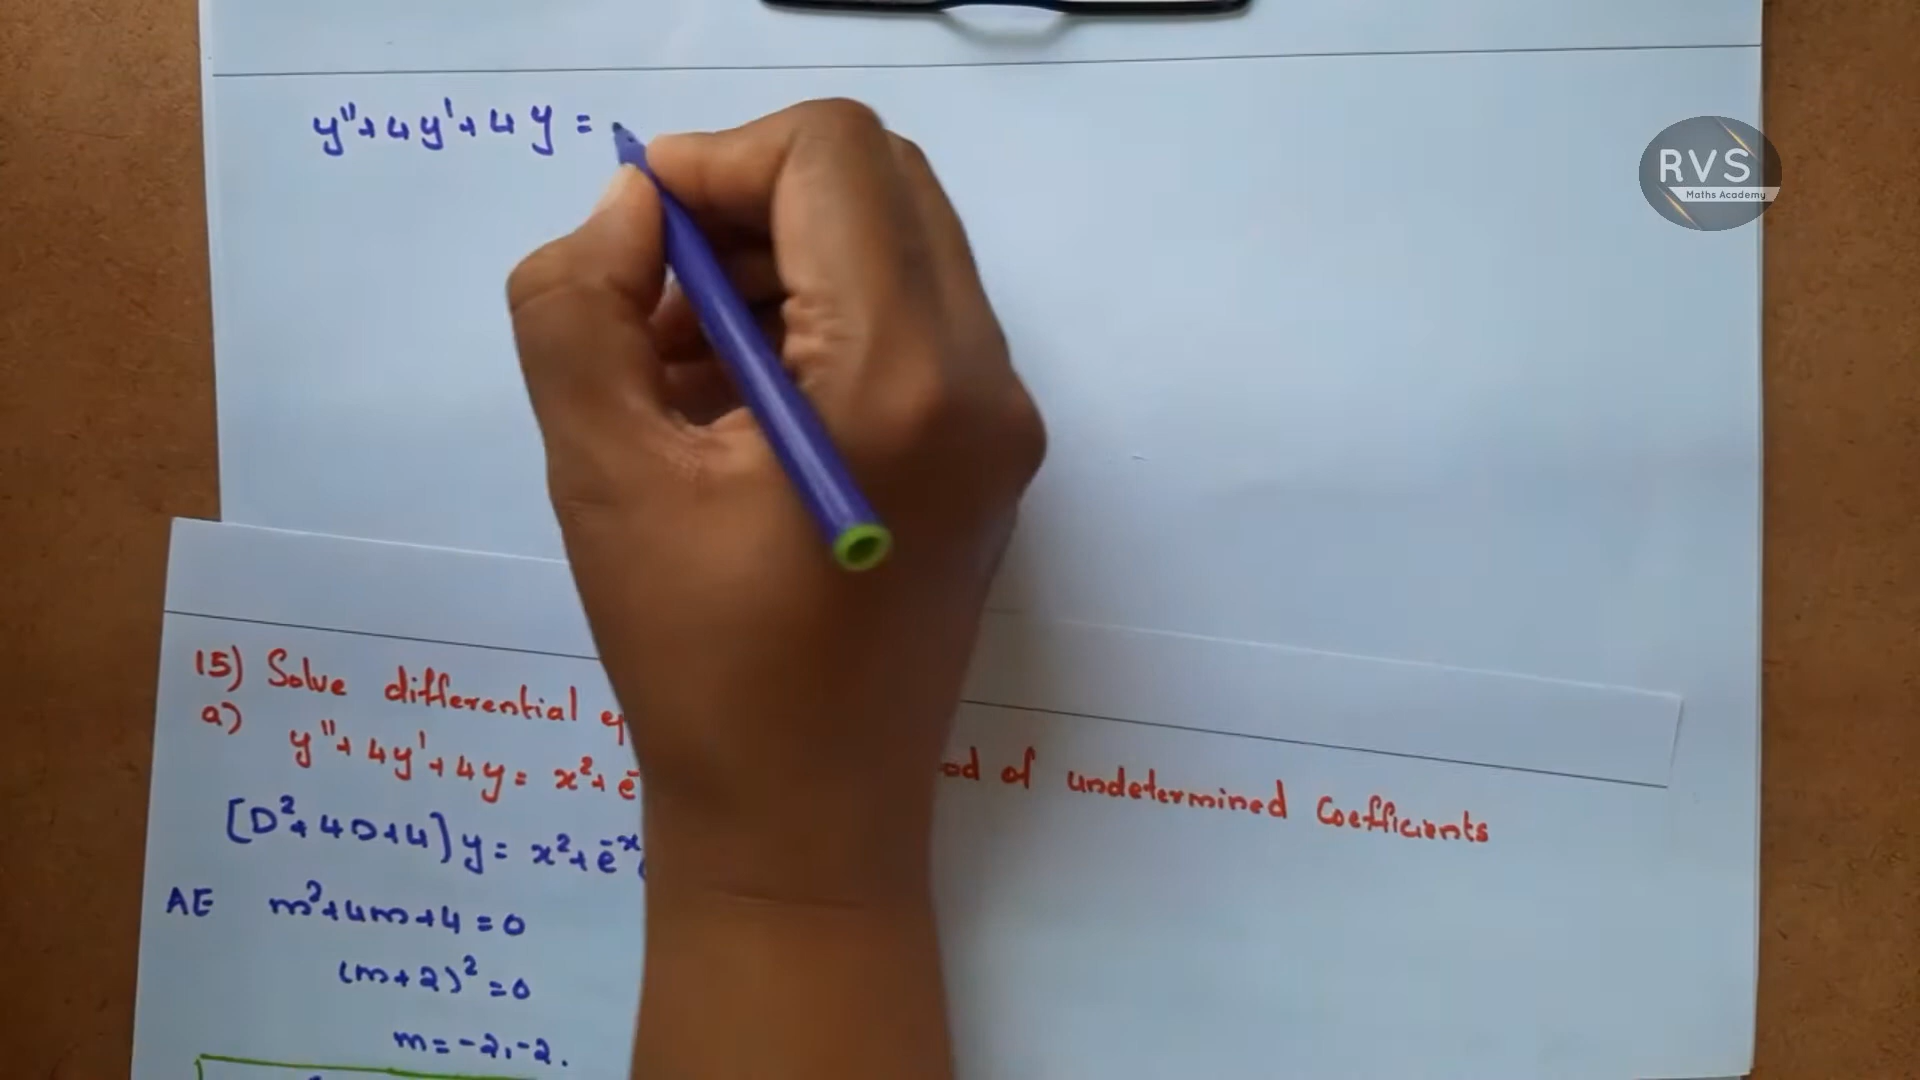 y''+4y'+4y =
RVS
Maths Academy
15) Solve differential
od of undetermined Coefficients
a) y''+4y'+4y = x²+e⁻
[D²+4D+4]y = x²+e⁻ˣ(
AE m²+4m+4=0
(m+2)²=0
m=-2,-2.